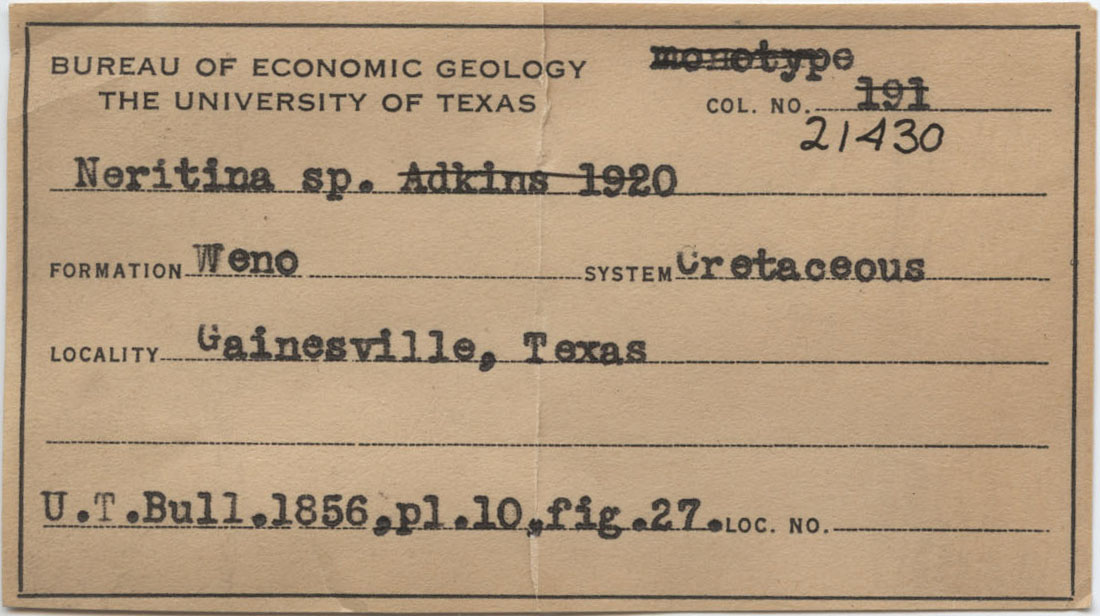 BUREAU OF ECONOMIC GEOLOGY
THE UNIVERSITY OF TEXAS
monotype
COL. NO. 191
21430
Neritina sp. Adkins 1920
FORMATION Weno SYSTEM Cretaceous
LOCALITY Gainesville, Texas
U.T.Bull.1856,pl.10,fig.27. LOC. NO.